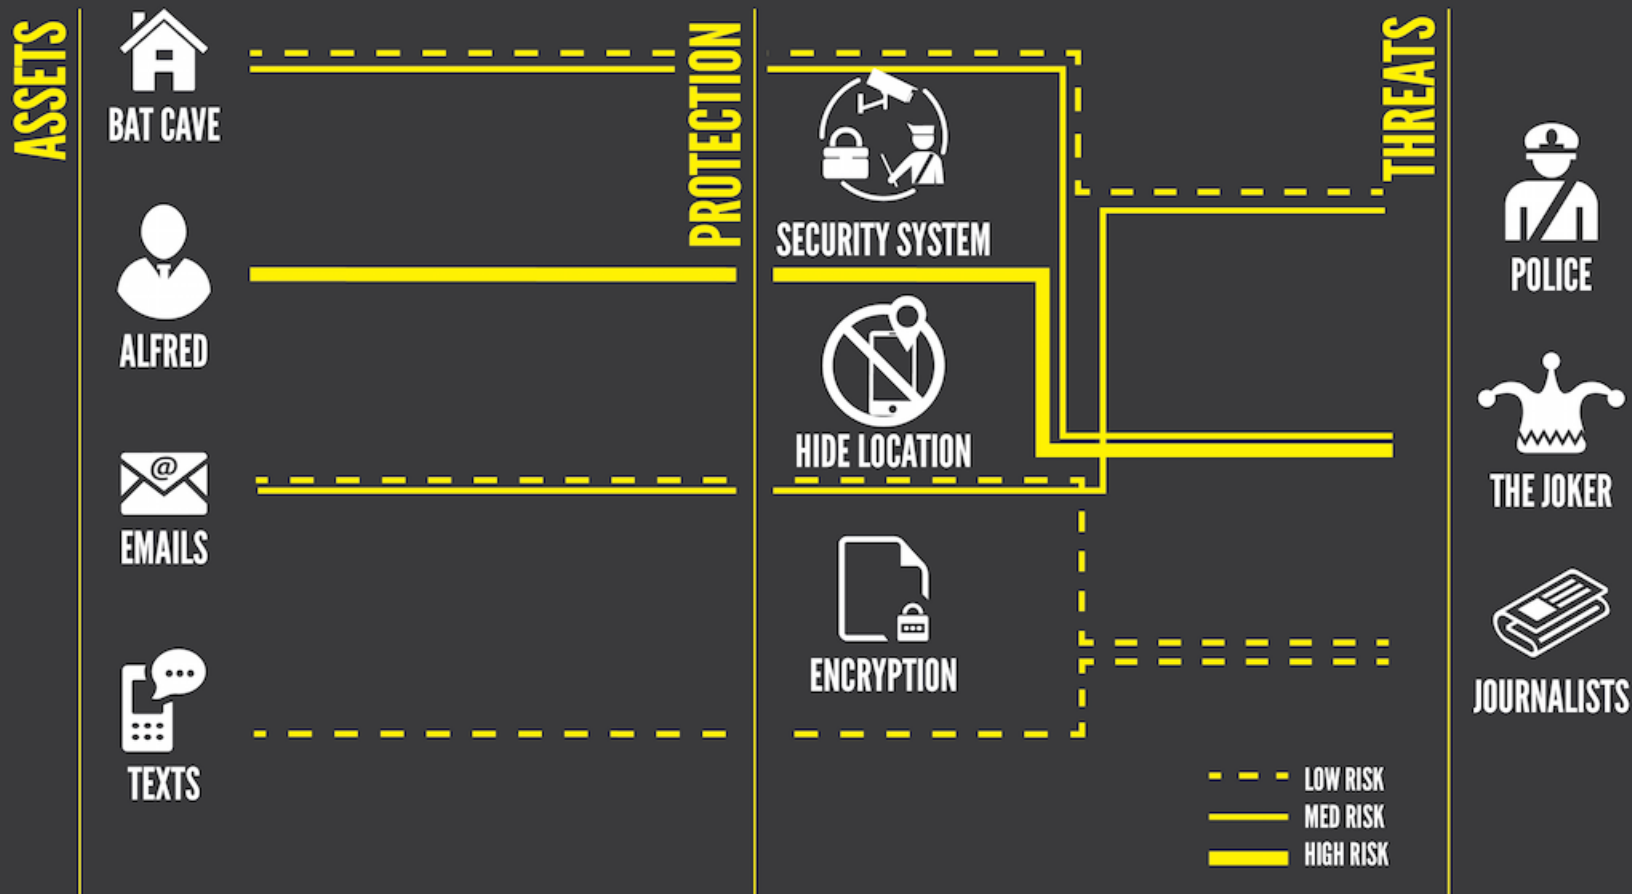 ASSETS
BAT CAVE
ALFRED
@
EMAILS
TEXTS
PROTECTION
SECURITY SYSTEM
HIDE LOCATION
ENCRYPTION
THREATS
POLICE
THE JOKER
JOURNALISTS
LOW RISK
MED RISK
HIGH RISK